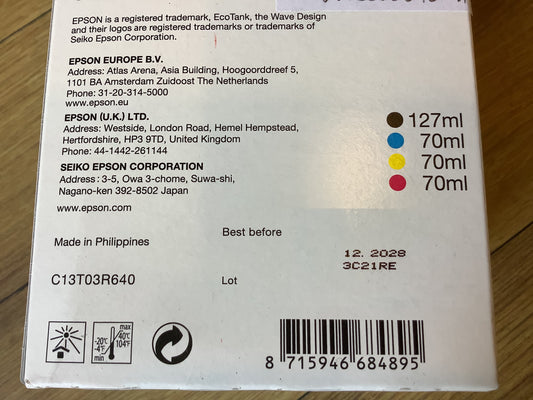 EPSON is a registered trademark, EcoTank, the Wave Design
and their logos are registered trademarks or trademarks of
Seiko Epson Corporation.
EPSON EUROPE B.V.
Address: Atlas Arena, Asia Building, Hoogoorddreef 5,
1101 BA Amsterdam Zuidoost The Netherlands
Phone: 31-20-314-5000
www.epson.eu
EPSON (U.K.) LTD.
Address: Westside, London Road, Hemel Hempstead,
Hertfordshire, HP3 9TD, United Kingdom
Phone: 44-1442-261144
SEIKO EPSON CORPORATION
Address: 3-5, Owa 3-chome, Suwa-shi,
Nagano-ken 392-8502 Japan
www.epson.com
127ml
70ml
70ml
70ml
Made in Philippines
Best before
12. 2028
3C21RE
C13T03R640
Lot
-20°C
-4°F
min
max
40°C
104°F
8 715946 684895